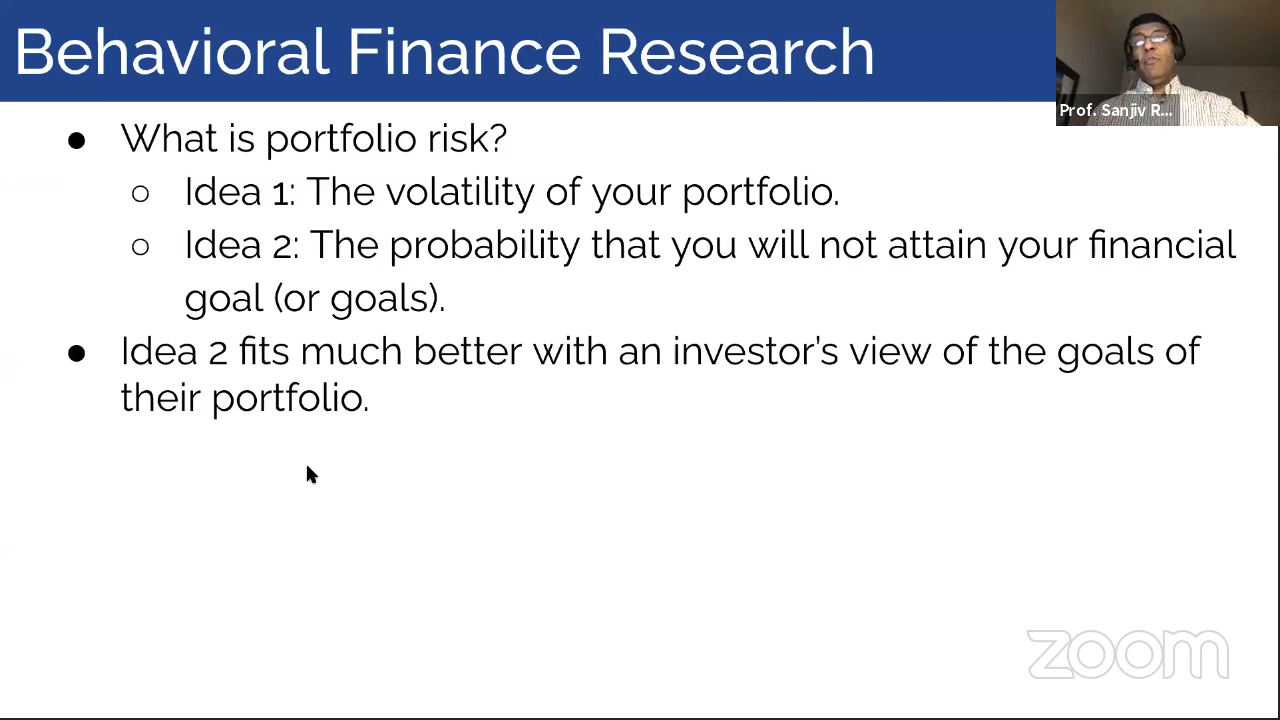 Behavioral Finance Research
Prof. Sanjiv R...
● What is portfolio risk?
○ Idea 1: The volatility of your portfolio.
○ Idea 2: The probability that you will not attain your financial
goal (or goals).
● Idea 2 fits much better with an investor’s view of the goals of
their portfolio.
zoom